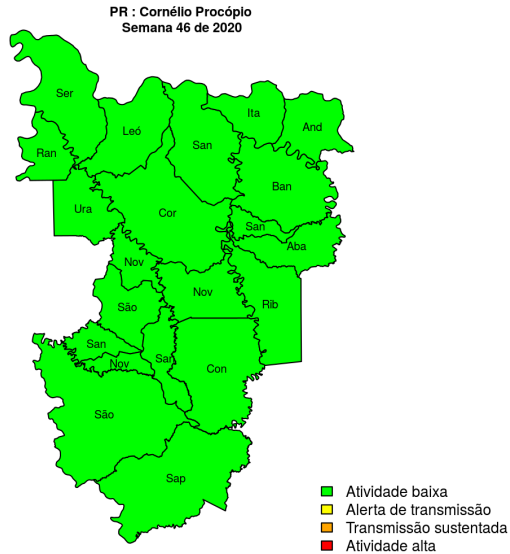 PR : Cornélio Procópio
Semana 46 de 2020
Ser
Ita
Leó
And
San
Ran
Ban
Ura
Cor
San
Aba
Nov
Nov
Rib
São
San
San
Nov
Con
São
Sap
Atividade baixa
Alerta de transmissão
Transmissão sustentada
Atividade alta